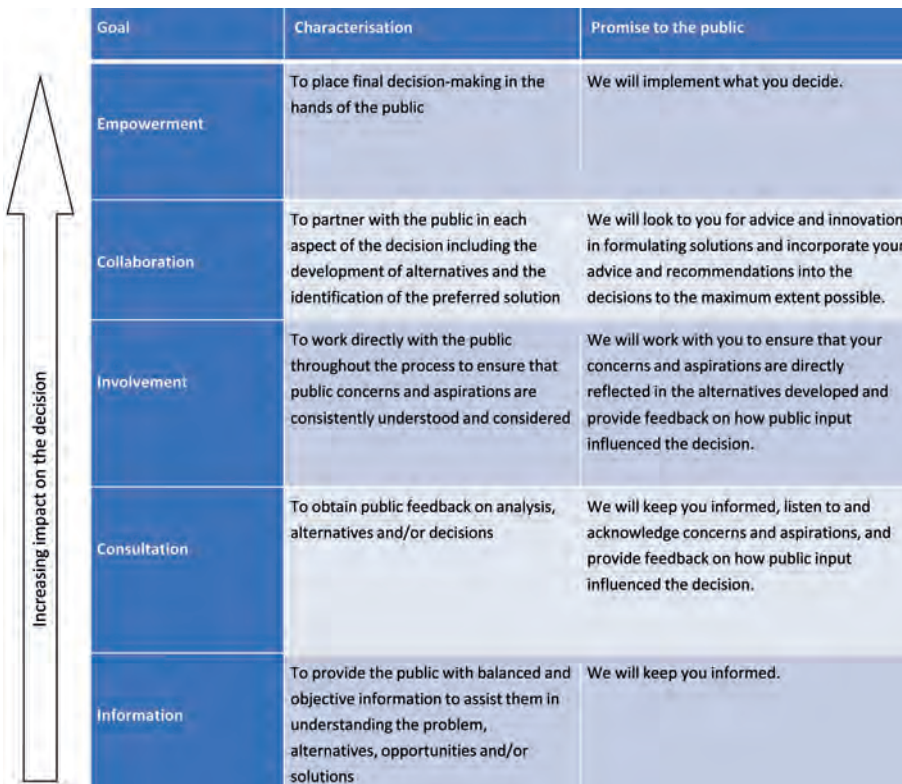 Goal
Characterisation
Promise to the public
Empowerment
To place final decision-making in the
hands of the public
We will implement what you decide.
Collaboration
To partner with the public in each
aspect of the decision including the
development of alternatives and the
identification of the preferred solution
We will look to you for advice and innovation
in formulating solutions and incorporate your
advice and recommendations into the
decisions to the maximum extent possible.
Involvement
To work directly with the public
throughout the process to ensure that
public concerns and aspirations are
consistently understood and considered
We will work with you to ensure that your
concerns and aspirations are directly
reflected in the alternatives developed and
provide feedback on how public input
influenced the decision.
Consultation
To obtain public feedback on analysis,
alternatives and/or decisions
We will keep you informed, listen to and
acknowledge concerns and aspirations, and
provide feedback on how public input
influenced the decision.
Information
To provide the public with balanced and
objective information to assist them in
understanding the problem,
alternatives, opportunities and/or
solutions
We will keep you informed.
Increasing impact on the decision